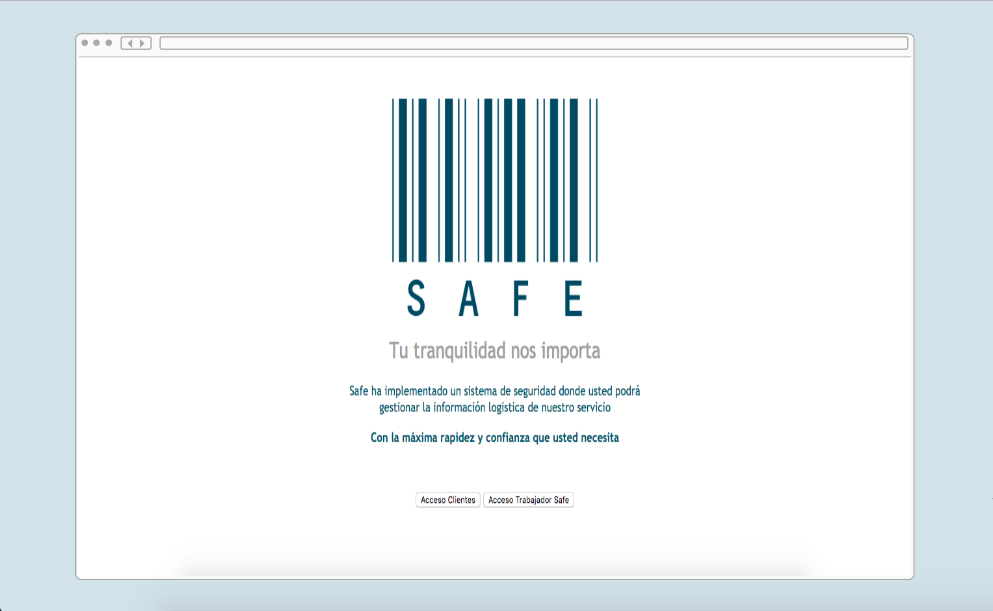 S A F E
Tu tranquilidad nos importa
Safe ha implementado un sistema de seguridad donde usted podrá
gestionar la información logistica de nuestro servicio
Con la máxima rapidez y confianza que usted necesita
Acceso Clientes Acceso Trabajador Safe